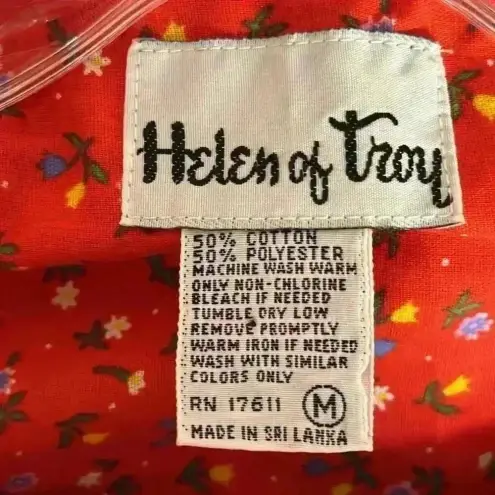 Helen of Troy
50% COTTON
50% POLYESTER
MACHINE WASH WARM
ONLY NON-CHLORINE
BLEACH IF NEEDED
TUMBLE DRY LOW
REMOVE PROMPTLY
WARM IRON IF NEEDED
WASH WITH SIMILAR
COLORS ONLY
RN 17611 M
MADE IN SRI LANKA